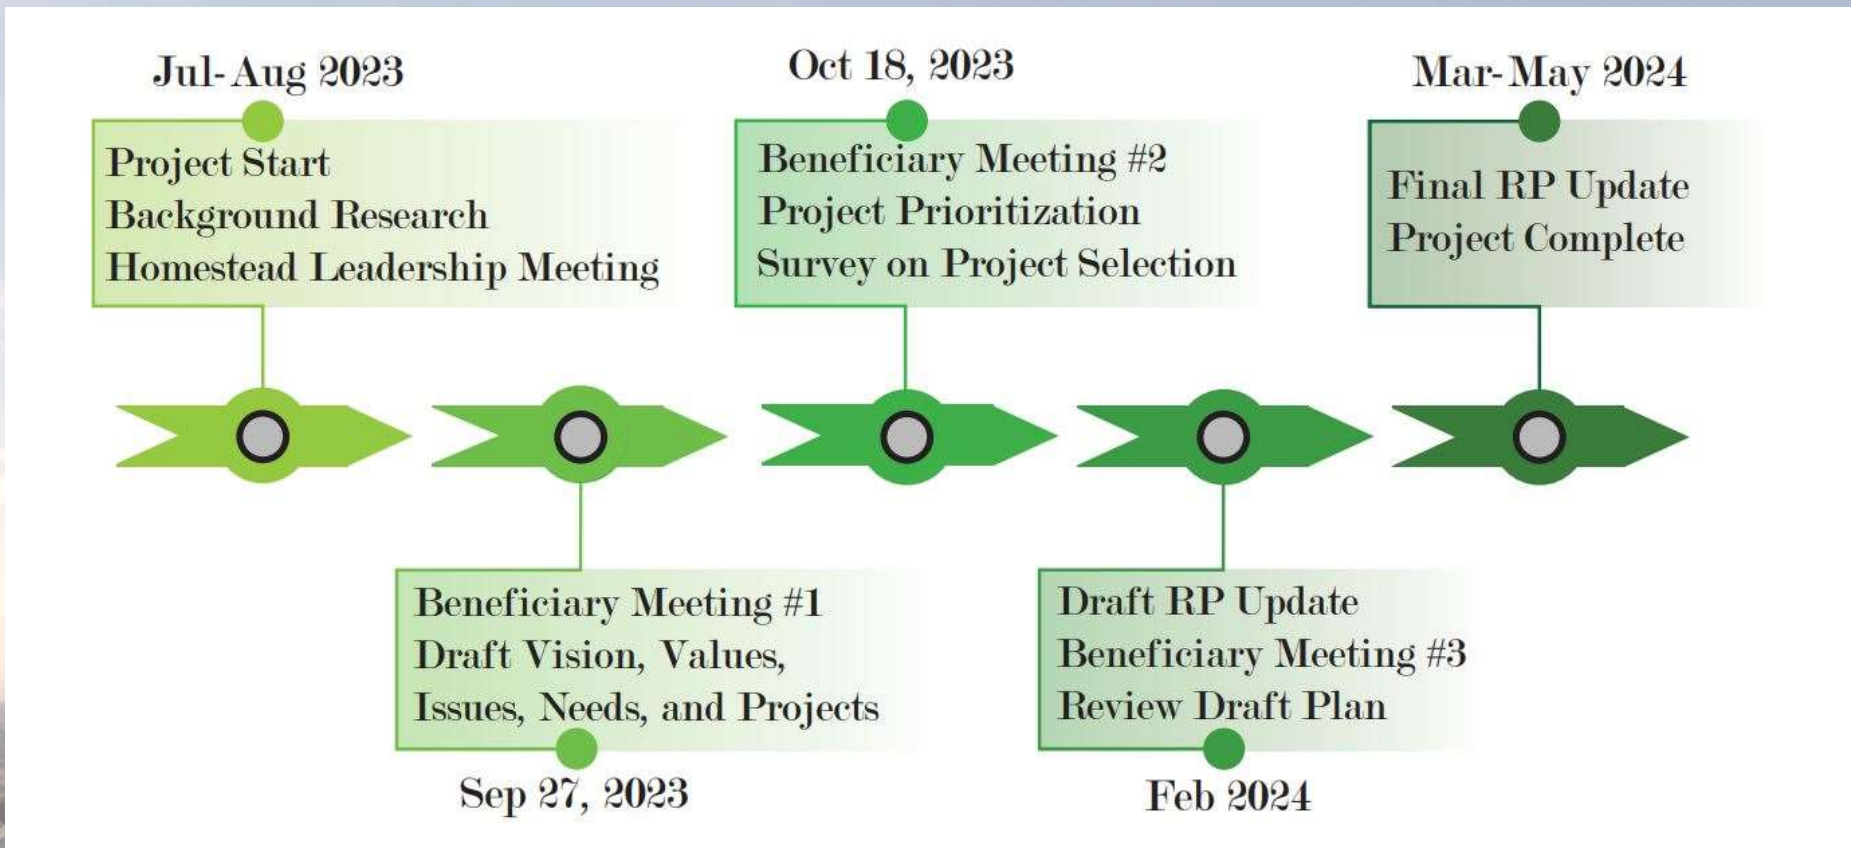 Jul-Aug 2023
Project Start
Background Research
Homestead Leadership Meeting
Beneficiary Meeting #1
Draft Vision, Values,
Issues, Needs, and Projects
Sep 27, 2023
Oct 18, 2023
Beneficiary Meeting #2
Project Prioritization
Survey on Project Selection
Draft RP Update
Beneficiary Meeting #3
Review Draft Plan
Feb 2024
Mar-May 2024
Final RP Update
Project Complete